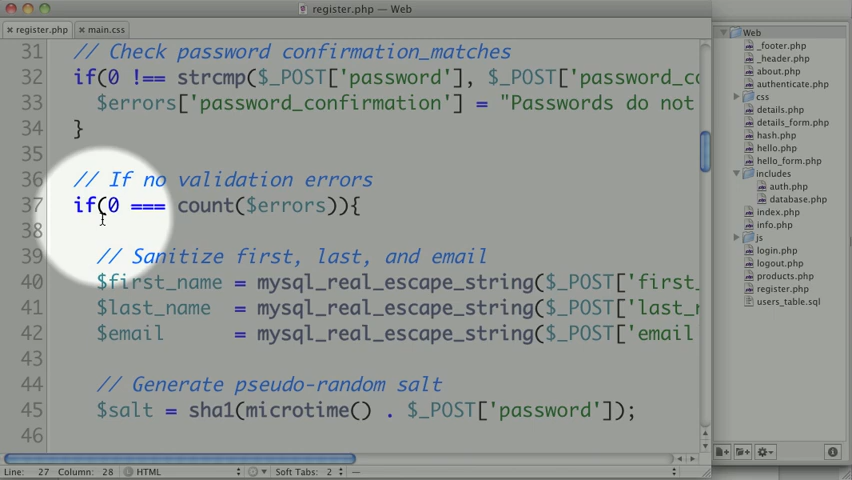 register.php — Web
register.php
main.css
31 // Check password confirmation_matches
32 if(0 !== strcmp($_POST['password'], $_POST['password_co
33 $errors['password_confirmation'] = "Passwords do not
34 }
35
36 // If no validation errors
37 if(0 === count($errors)){
38
39 // Sanitize first, last, and email
40 $first_name = mysql_real_escape_string($_POST['first_
41 $last_name = mysql_real_escape_string($_POST['last_n
42 $email = mysql_real_escape_string($_POST['email
43
44 // Generate pseudo-random salt
45 $salt = sha1(microtime() . $_POST['password']);
46
Line: 27 Column: 28 HTML Soft Tabs: 2 —
Web
_footer.php
_header.php
about.php
authenticate.php
css
details.php
details_form.php
hash.php
hello.php
hello_form.php
includes
auth.php
database.php
index.php
info.php
js
login.php
logout.php
products.php
register.php
users_table.sql